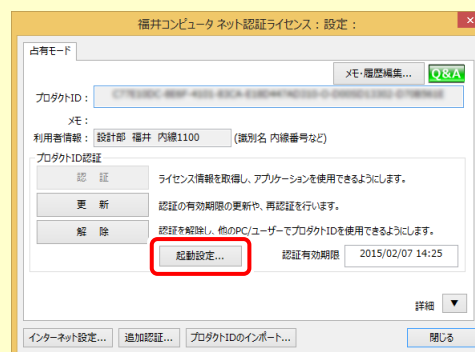 福井コンピュータ ネット認証ライセンス：設定：
占有モード
メモ・履歴編集... Q&A
プロダクトID：
メモ：
利用者情報： 設計部 福井 内線1100 (識別名 内線番号など)
プロダクトID認証
認 証 ライセンス情報を取得し、アプリケーションを使用できるようにします。
更 新 認証の有効期限の更新や、再認証を行います。
解 除 認証を解除し、他のPC/ユーザーでプロダクトIDを使用できるようにします。
起動設定... 認証有効期限 2015/02/07 14:25
詳細 ▼
インターネット設定... 追加認証... プロダクトIDのインポート... 閉じる